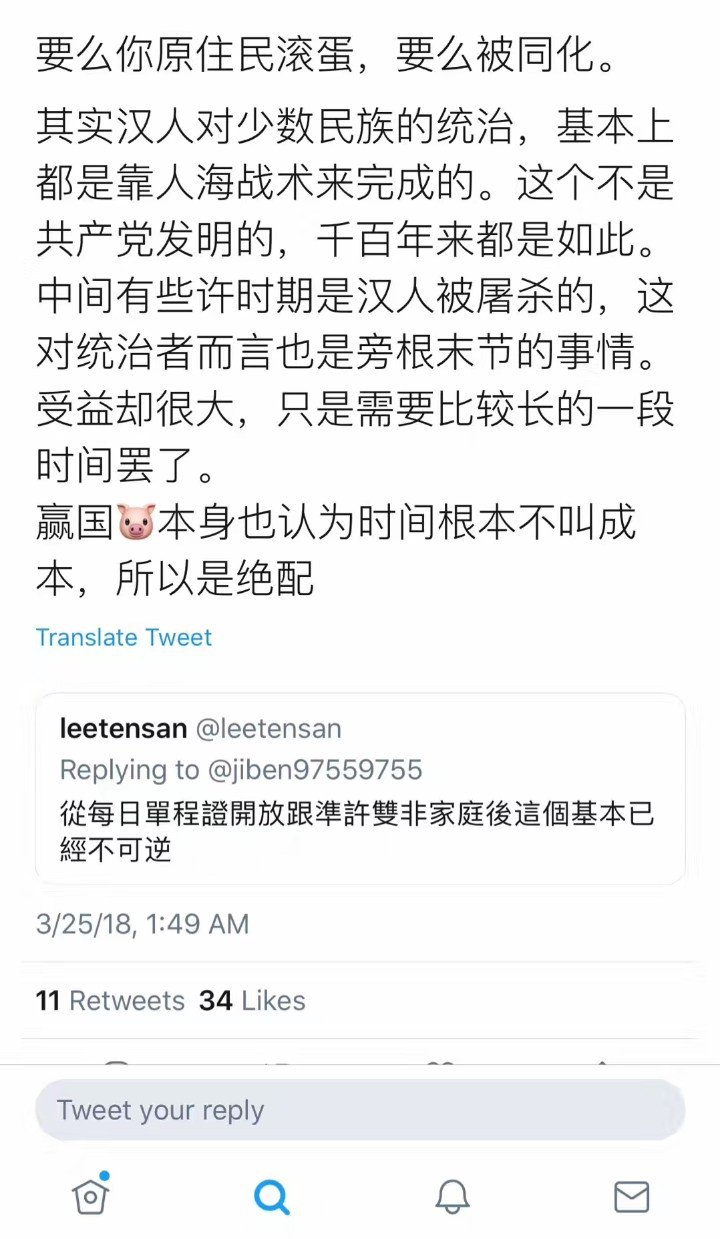 要么你原住民滚蛋，要么被同化。
其实汉人对少数民族的统治，基本上
都是靠人海战术来完成的。这个不是
共产党发明的，千百年来都是如此。
中间有些许时期是汉人被屠杀的，这
对统治者而言也是旁根末节的事情。
受益却很大，只是需要比较长的一段
时间罢了。
赢国🐷本身也认为时间根本不叫成
本，所以是绝配
Translate Tweet
leetensan @leetensan
Replying to @jiben97559755
從每日單程證開放跟準許雙非家庭後這個基本已
經不可逆
3/25/18, 1:49 AM
11 Retweets 34 Likes
Tweet your reply